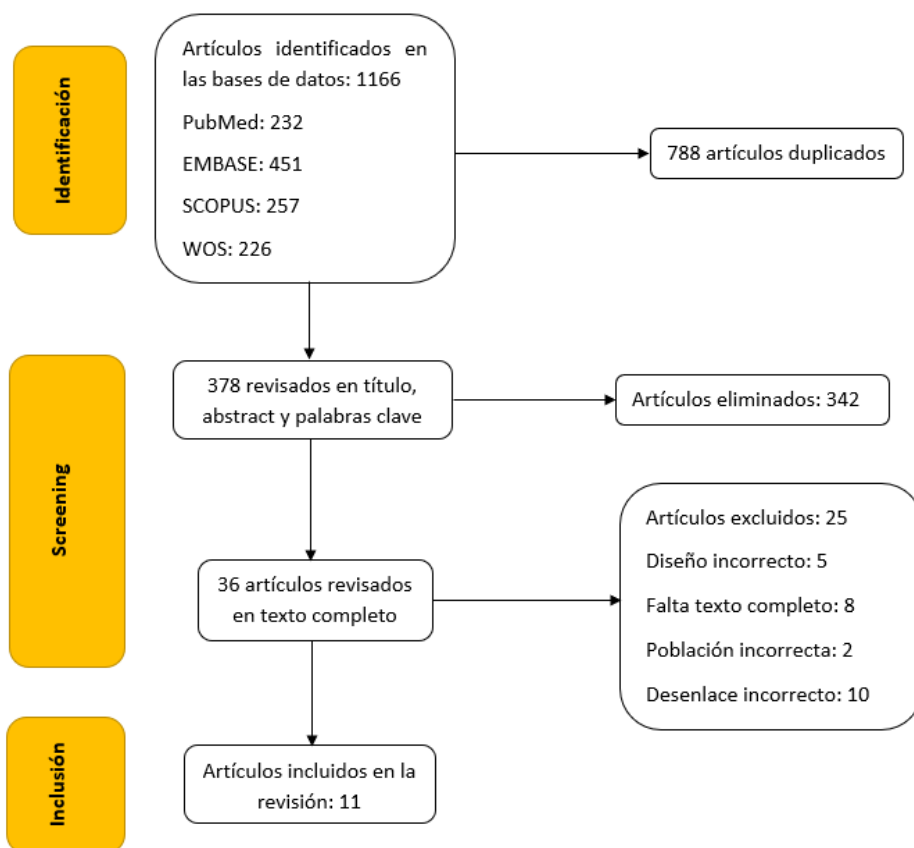 Identificación
Artículos identificados en
las bases de datos: 1166
PubMed: 232
EMBASE: 451
SCOPUS: 257
WOS: 226
788 artículos duplicados
Screening
378 revisados en título,
abstract y palabras clave
Artículos eliminados: 342
36 artículos revisados
en texto completo
Artículos excluidos: 25
Diseño incorrecto: 5
Falta texto completo: 8
Población incorrecta: 2
Desenlace incorrecto: 10
Inclusión
Artículos incluidos en la
revisión: 11